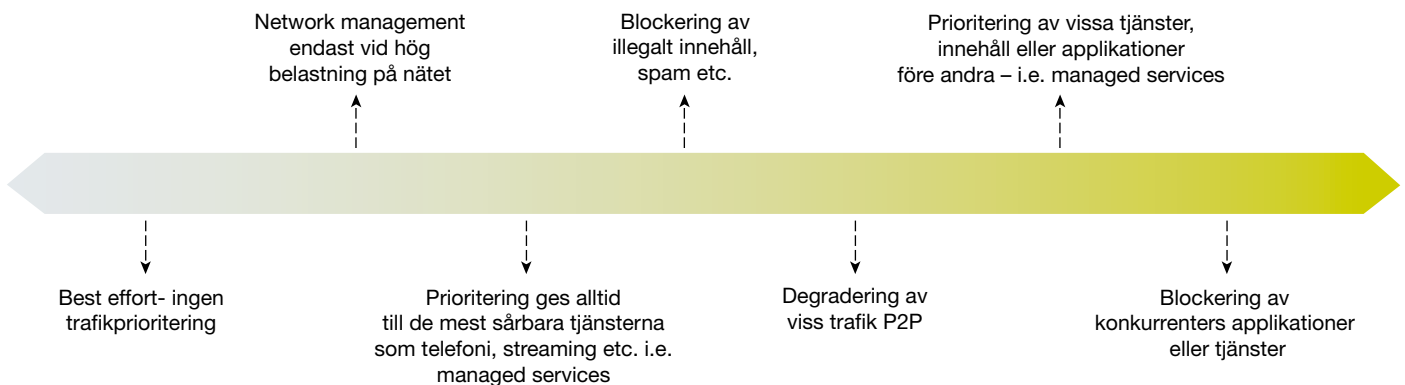 Network management
endast vid hög
belastning på nätet
Blockering av
illegalt innehåll,
spam etc.
Prioritering av vissa tjänster,
innehåll eller applikationer
före andra – i.e. managed services
Best effort- ingen
trafikprioritering
Prioritering ges alltid
till de mest sårbara tjänsterna
som telefoni, streaming etc. i.e.
managed services
Degradering av
viss trafik P2P
Blockering av
konkurrenters applikationer
eller tjänster